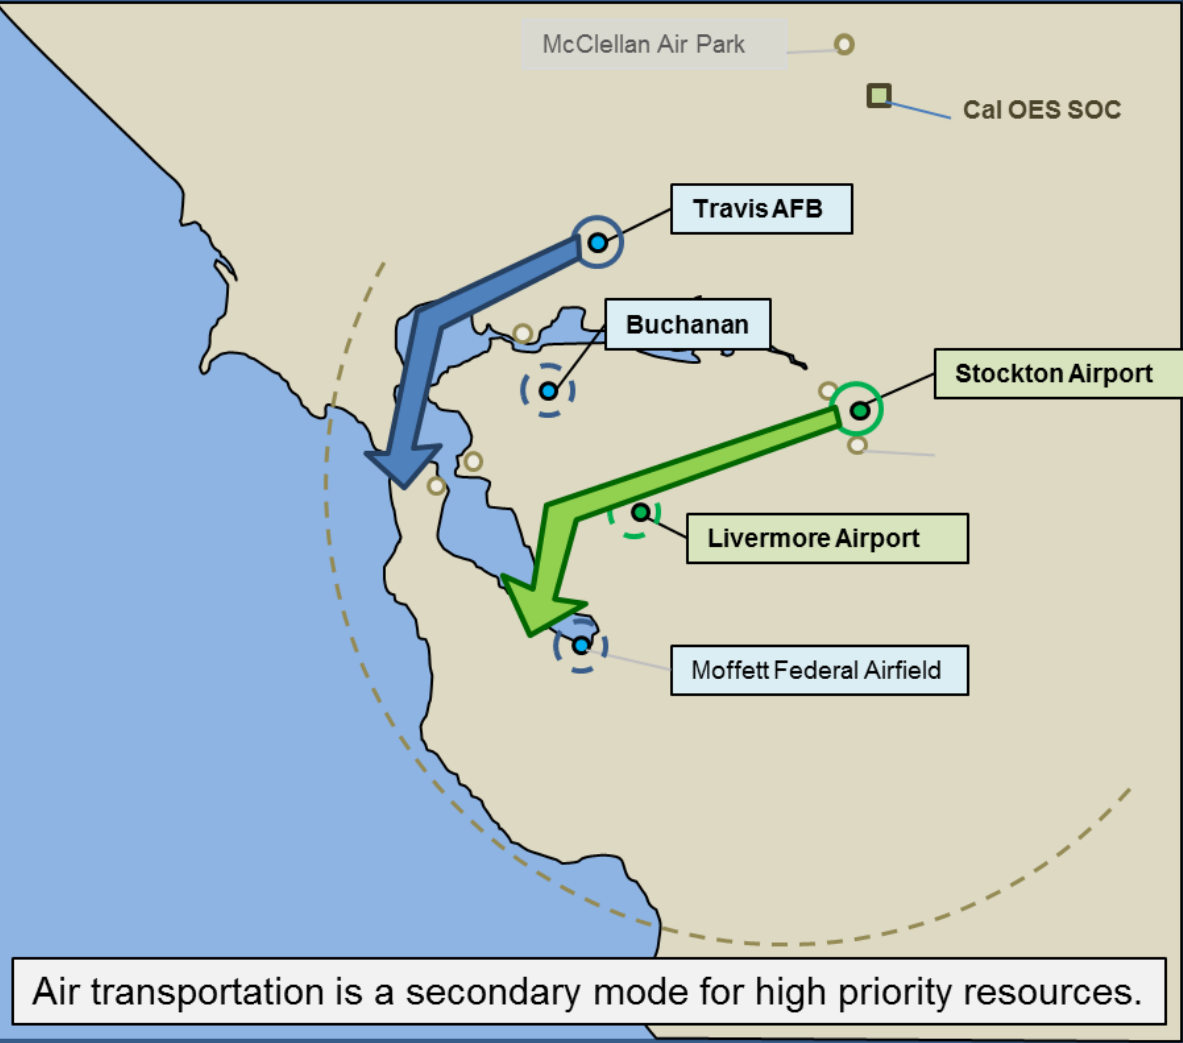 McClellan Air Park
Cal OES SOC
Travis AFB
Buchanan
Stockton Airport
Livermore Airport
Moffett Federal Airfield
Air transportation is a secondary mode for high priority resources.